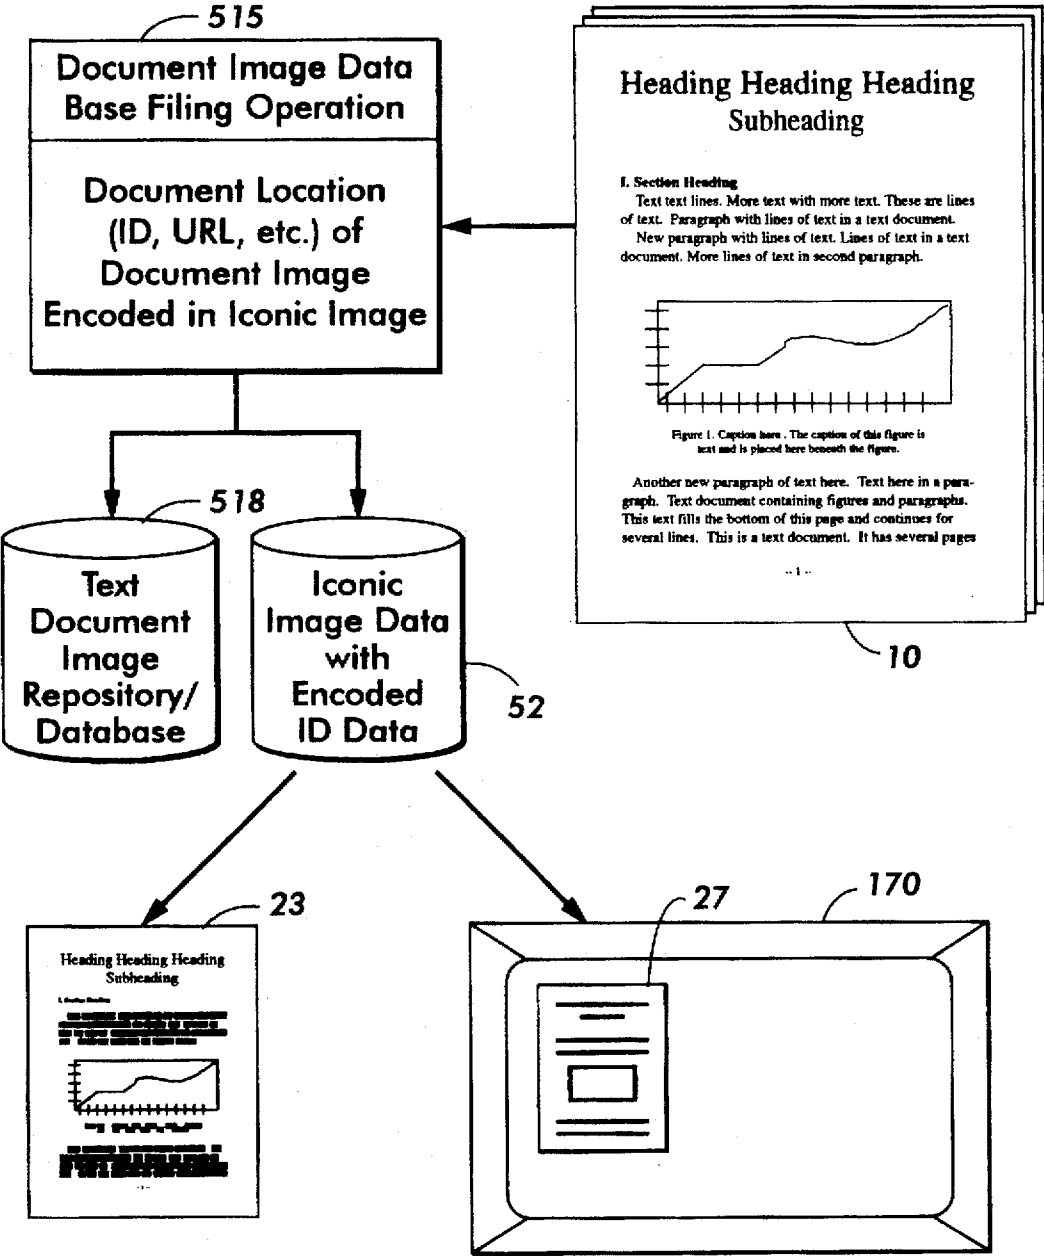 515
Document Image Data
Base Filing Operation
Document Location
(ID, URL, etc.) of
Document Image
Encoded in Iconic Image
Heading Heading Heading
Subheading
I. Section Heading
Text text lines. More text with more text. These are lines
of text. Paragraph with lines of text in a text document.
New paragraph with lines of text. Lines of text in a text
document. More lines of text in second paragraph.
Figure 1. Caption here . The caption of this figure is
text and is placed here beneath the figure.
Another new paragraph of text here. Text here in a para-
graph. Text document containing figures and paragraphs.
This text fills the bottom of this page and continues for
several lines. This is a text document. It has several pages
-- 1 --
10
518
Text
Document
Image
Repository/
Database
Iconic
Image Data
with
Encoded
ID Data
52
23
Heading Heading Heading
Subheading
I. Section Heading
27
170